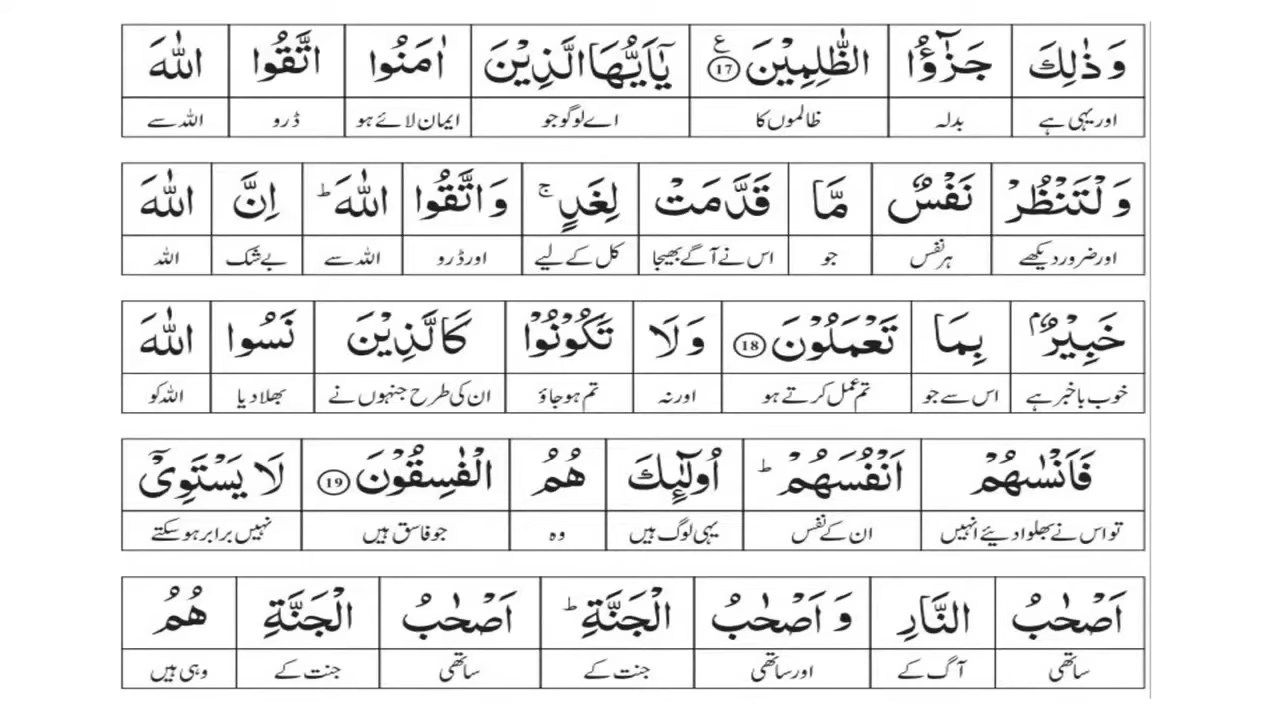 وَ ذٰلِكَ جَزٰٓؤُا الظّٰلِمِيْنَ ع ۝17 يٰۤاَيُّهَا الَّذِيْنَ اٰمَنُوا اتَّقُوا اللّٰهَ
اور یہی ہے بدلہ ظالموں کا اے لوگو جو ایمان لائے ہو ڈرو اللہ سے
وَ لْتَنْظُرْ نَفْسٌ مَّا قَدَّمَتْ لِغَدٍ ۚ وَ اتَّقُوا اللّٰهَ ؕ اِنَّ اللّٰهَ
اور ضرور دیکھے ہر نفس جو اس نے آگے بھیجا کل کے لیے اور ڈرو اللہ سے بے شک اللہ
خَبِيْرٌۢ بِمَا تَعْمَلُوْنَ ۝18 وَ لَا تَكُوْنُوْا كَالَّذِيْنَ نَسُوا اللّٰهَ
خوب باخبر ہے اس سے جو تم عمل کرتے ہو اور نہ تم ہو جاؤ ان کی طرح جنہوں نے بھلا دیا اللہ کو
فَاَنْسٰىهُمْ اَنْفُسَهُمْ ؕ اُولٰٓئِكَ هُمُ الْفٰسِقُوْنَ ۝19 لَا يَسْتَوِيْۤ
تو اس نے بھلوا دیئے انہیں ان کے نفس یہی لوگ ہیں وہ جو فاسق ہیں نہیں برابر ہو سکتے
اَصْحٰبُ النَّارِ وَ اَصْحٰبُ الْجَنَّةِ ؕ اَصْحٰبُ الْجَنَّةِ هُمُ
ساتھی آگ کے اور ساتھی جنت کے ساتھی جنت کے وہی ہیں